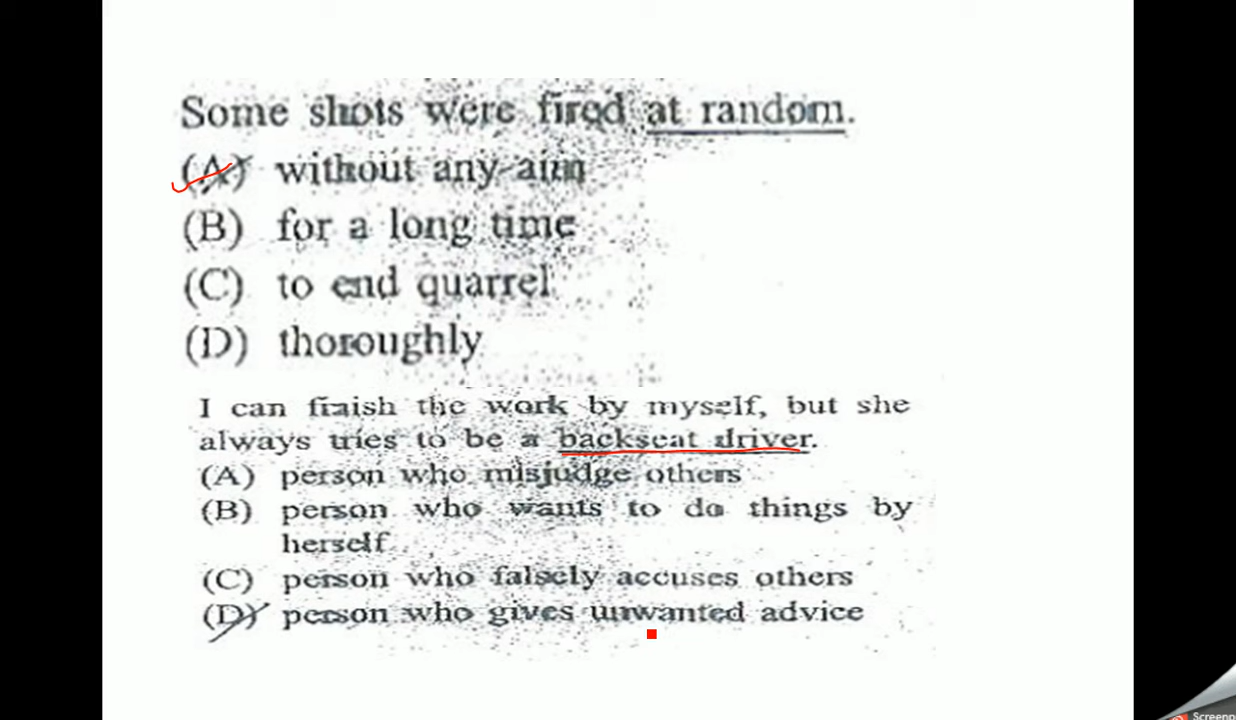 Some shots were fired at random.
(A) without any aim
(B) for a long time
(C) to end quarrel
(D) thoroughly
I can finish the work by myself, but she
always tries to be a backseat driver.
(A) person who misjudge others
(B) person who wants to do things by
herself
(C) person who falsely accuses others
(D) person who gives unwanted advice
Screenp